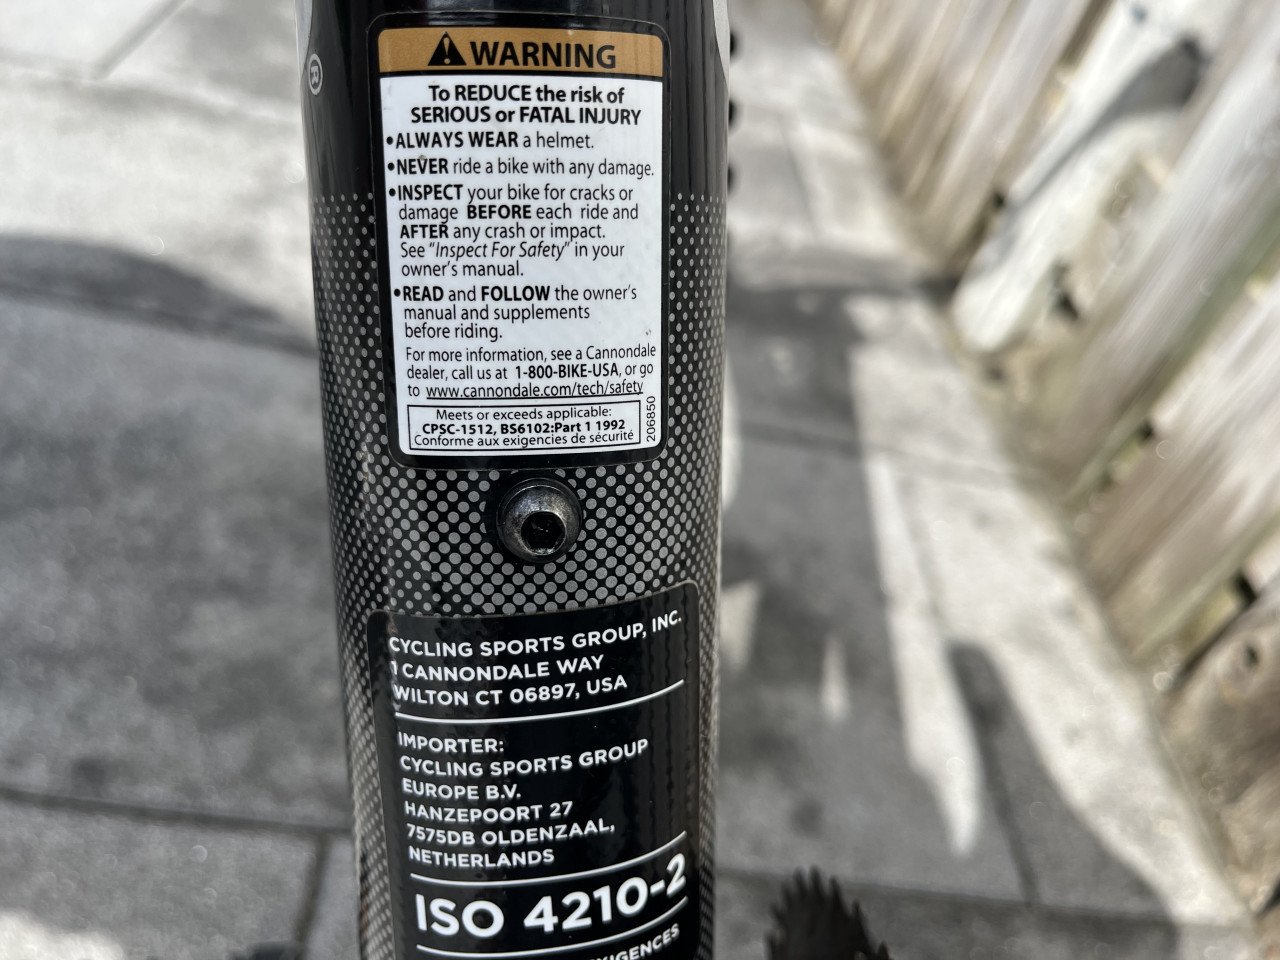 ®
WARNING
To REDUCE the risk of
SERIOUS or FATAL INJURY
•ALWAYS WEAR a helmet.
•NEVER ride a bike with any damage.
•INSPECT your bike for cracks or
damage BEFORE each ride and
AFTER any crash or impact.
See "Inspect For Safety" in your
owner's manual.
•READ and FOLLOW the owner's
manual and supplements
before riding.
For more information, see a Cannondale
dealer, call us at 1-800-BIKE-USA, or go
to www.cannondale.com/tech/safety
Meets or exceeds applicable:
CPSC-1512, BS6102:Part 1 1992
Conforme aux exigencies de sécurité
206850
CYCLING SPORTS GROUP, INC.
1 CANNONDALE WAY
WILTON CT 06897, USA
IMPORTER:
CYCLING SPORTS GROUP
EUROPE B.V.
HANZEPOORT 27
7575DB OLDENZAAL,
NETHERLANDS
ISO 4210-2